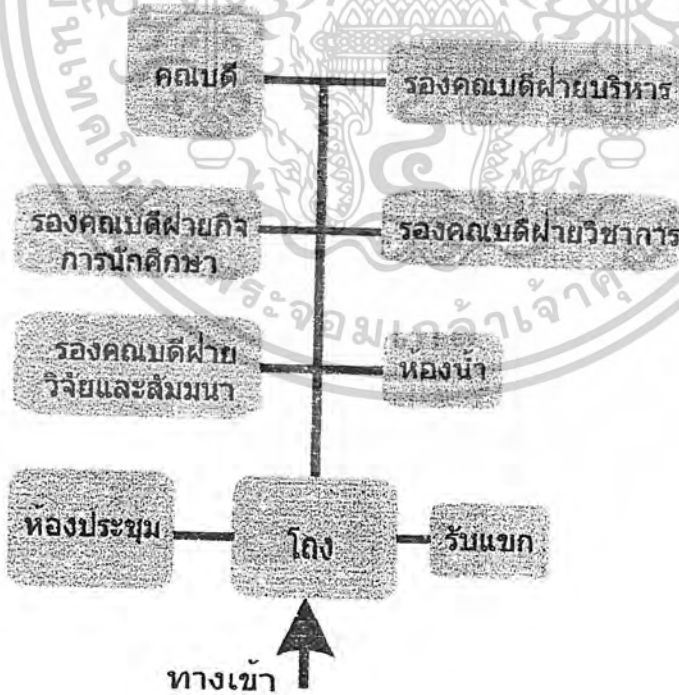 คณบดี
รองคณบดีฝ่ายบริหาร
รองคณบดีฝ่ายกิจ
การนักศึกษา
รองคณบดีฝ่ายวิชาการ
รองคณบดีฝ่าย
วิจัยและสัมมนา
ห้องน้ำ
ห้องประชุม
โถง
รับแขก
ทางเข้า